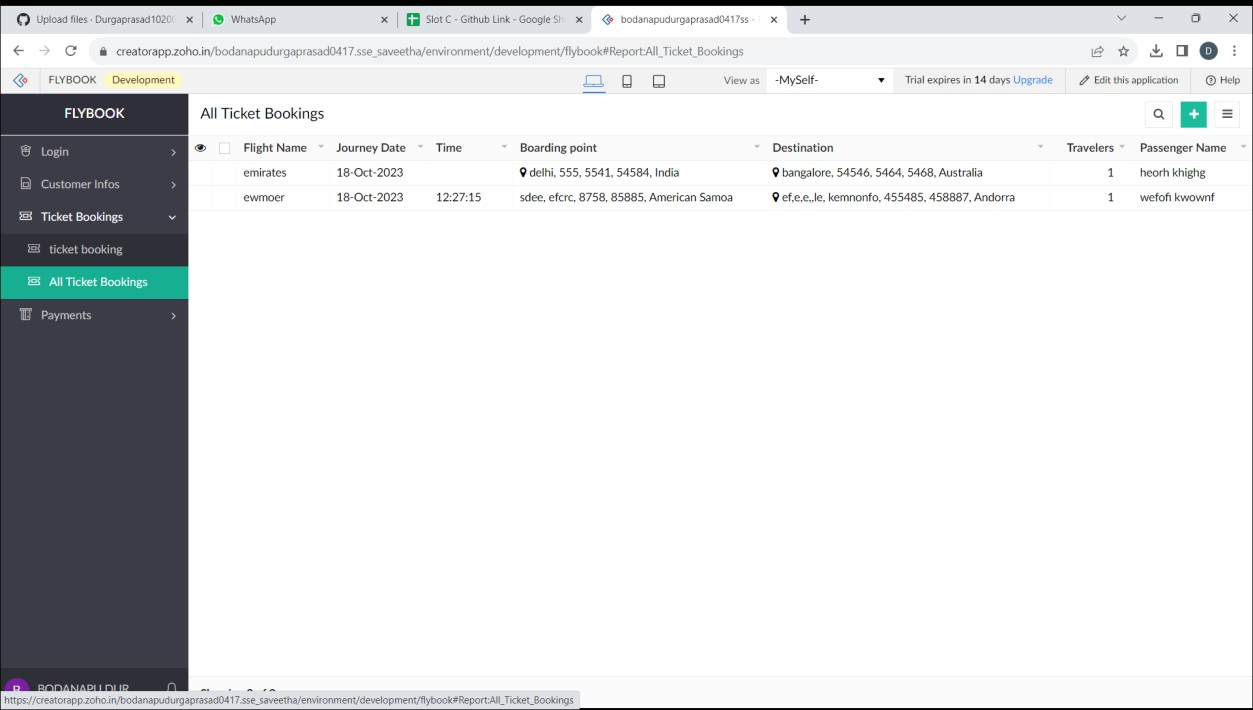 Upload files · Durgaprasad10200
WhatsApp
Slot C - Github Link - Google She
bodanapudurgaprasad0417ss -
creatorapp.zoho.in/bodanapudurgaprasad0417.sse_saveetha/environment/development/flybook#Report:All_Ticket_Bookings
D
FLYBOOK Development View as -MySelf- Trial expires in 14 days Upgrade Edit this application Help
FLYBOOK
All Ticket Bookings
Login
Customer Infos
Ticket Bookings
ticket booking
All Ticket Bookings
Payments
Flight Name Journey Date Time Boarding point Destination Travelers Passenger Name
emirates 18-Oct-2023 delhi, 555, 5541, 54584, India bangalore, 54546, 5464, 5468, Australia 1 heorh khighg
ewmoer 18-Oct-2023 12:27:15 sdee, efcrc, 8758, 85885, American Samoa ef,e,e,,le, kemnonfo, 455485, 458887, Andorra 1 wefofi kwownf
BODANAPU DUR
https://creatorapp.zoho.in/bodanapudurgaprasad0417.sse_saveetha/environment/development/flybook#Report:All_Ticket_Bookings